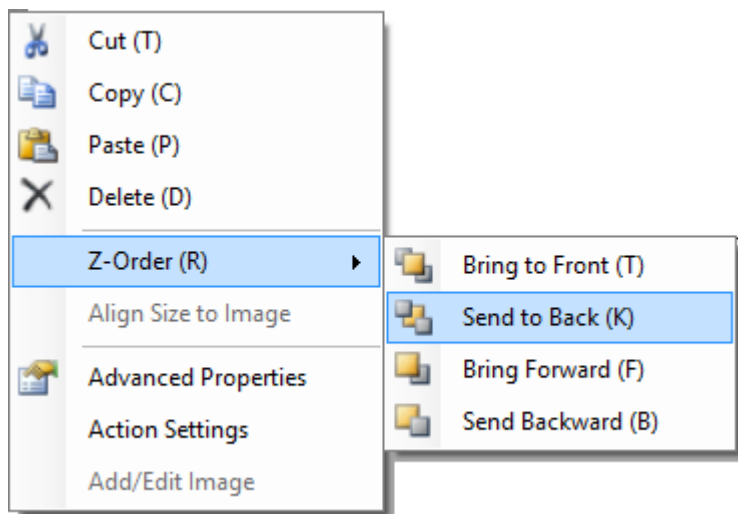 Cut (T)
Copy (C)
Paste (P)
Delete (D)
Z-Order (R)
Align Size to Image
Advanced Properties
Action Settings
Add/Edit Image
Bring to Front (T)
Send to Back (K)
Bring Forward (F)
Send Backward (B)